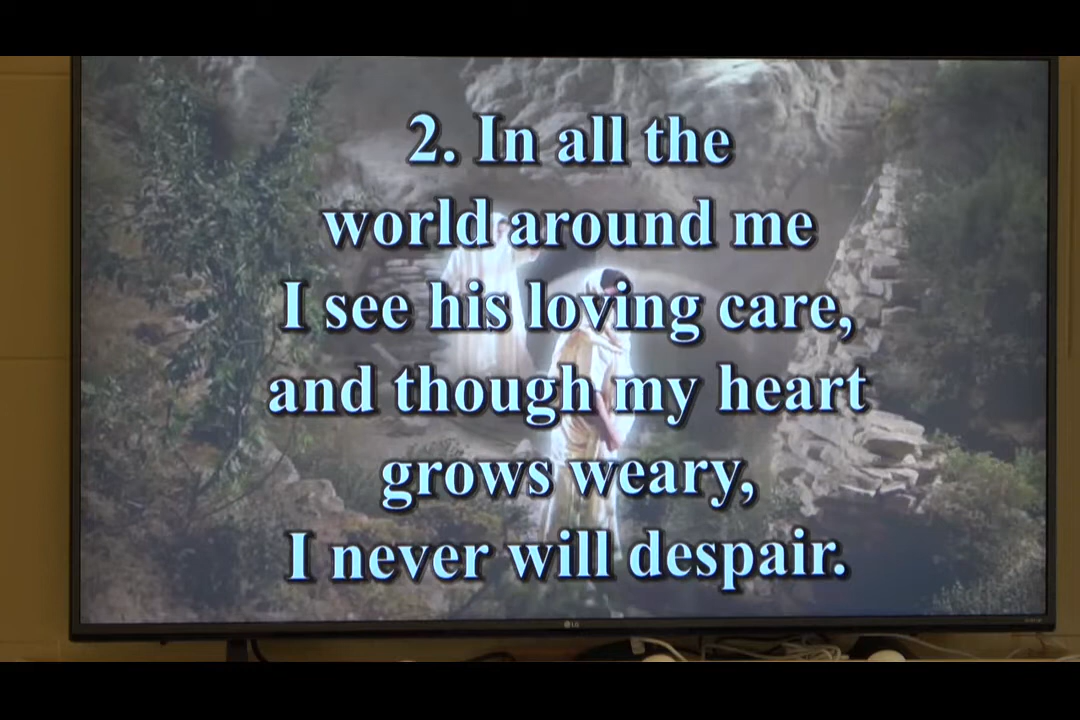 2. In all the
world around me
I see his loving care,
and though my heart
grows weary,
I never will despair.
LG